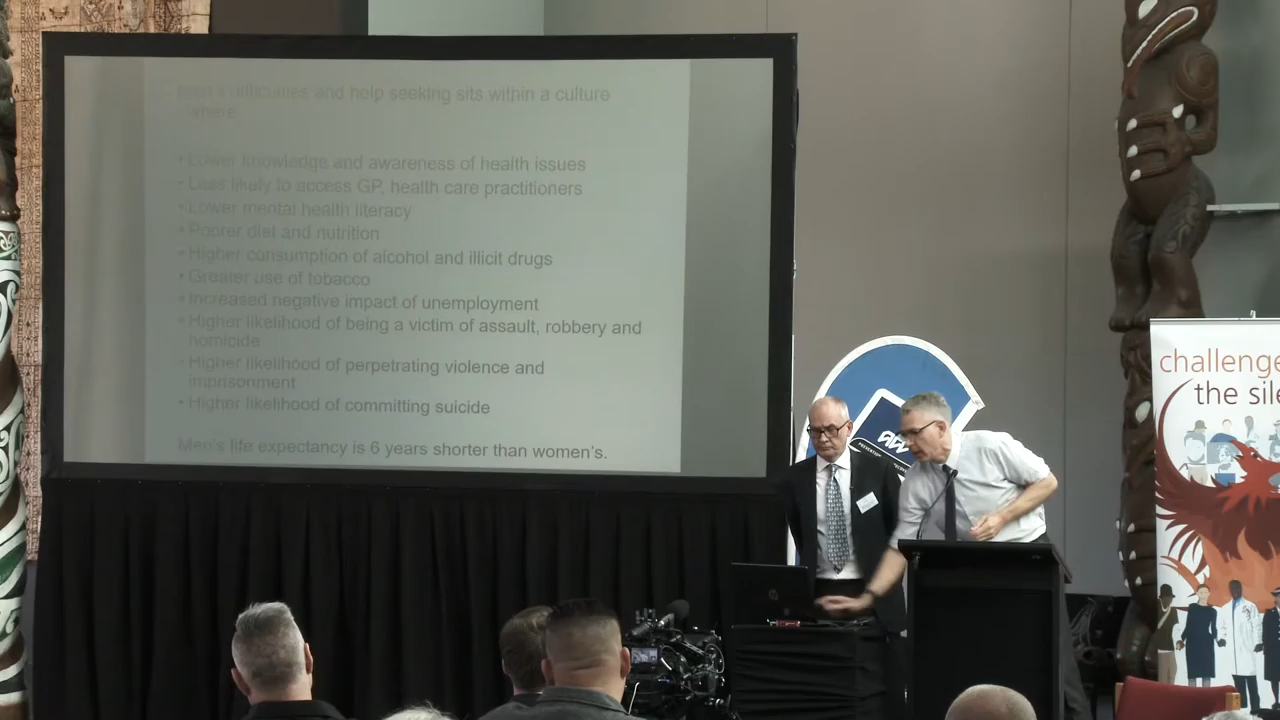 Men's difficulties and help seeking sits within a culture
where
• Lower knowledge and awareness of health issues
• Less likely to access GP, health care practitioners
• Lower mental health literacy
• Poorer diet and nutrition
• Higher consumption of alcohol and illicit drugs
• Greater use of tobacco
• Increased negative impact of unemployment
• Higher likelihood of being a victim of assault, robbery and
homicide
• Higher likelihood of perpetrating violence and
imprisonment
• Higher likelihood of committing suicide
Men's life expectancy is 6 years shorter than women's.
challenge
the sile